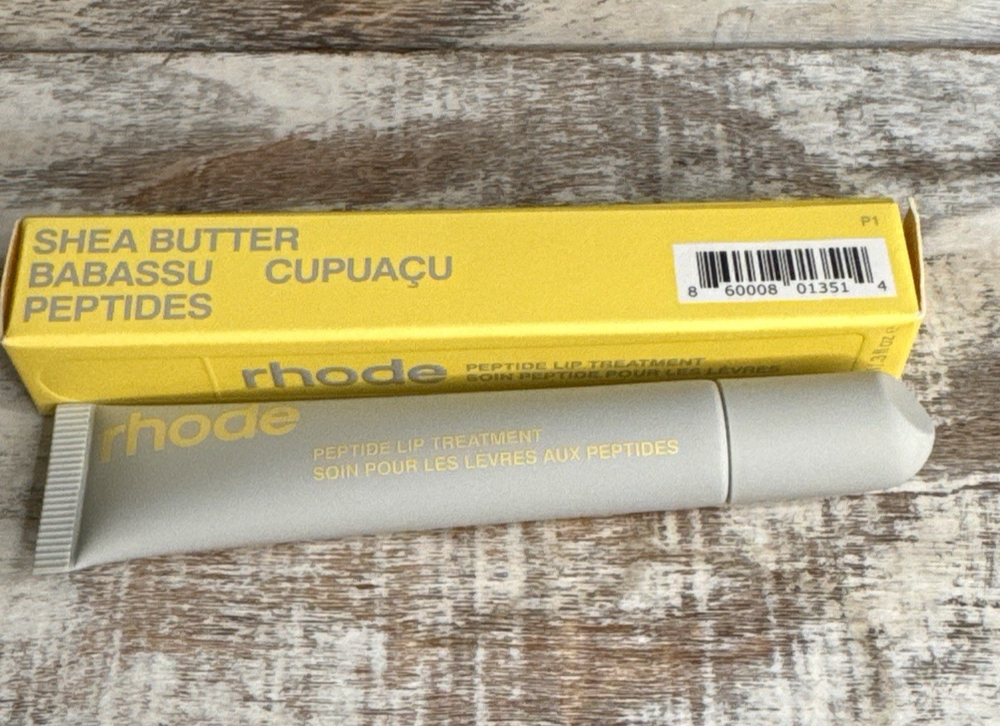 P1
SHEA BUTTER
BABASSU CUPUAÇU
PEPTIDES
8 60008 01351 4
rhode
PEPTIDE LIP TREATMENT
SOIN PEPTIDE POUR LES LÈVRES
rhode
PEPTIDE LIP TREATMENT
SOIN POUR LES LÈVRES AUX PEPTIDES